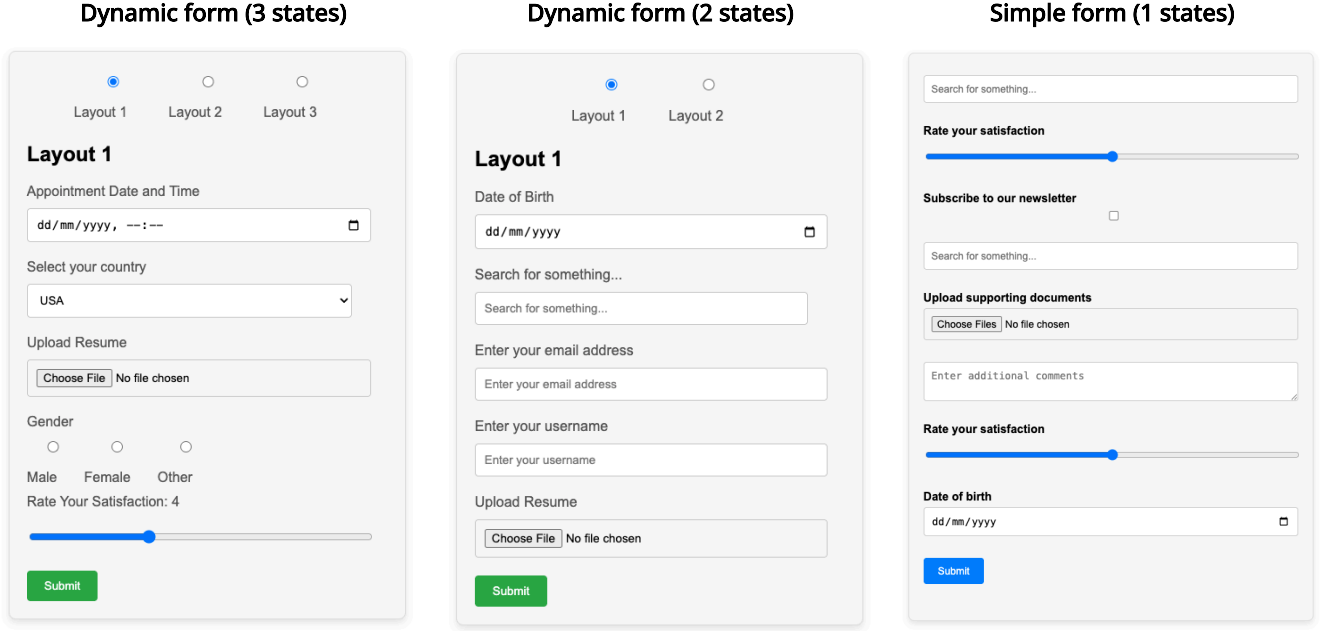 Dynamic form (3 states)
Layout 1 Layout 2 Layout 3
Layout 1
Appointment Date and Time
dd/mm/yyyy, --:--
Select your country
USA
Upload Resume
Choose File No file chosen
Gender
Male Female Other
Rate Your Satisfaction: 4
Submit
Dynamic form (2 states)
Layout 1 Layout 2
Layout 1
Date of Birth
dd/mm/yyyy
Search for something...
Search for something...
Enter your email address
Enter your email address
Enter your username
Enter your username
Upload Resume
Choose File No file chosen
Submit
Simple form (1 states)
Search for something...
Rate your satisfaction
Subscribe to our newsletter
Search for something...
Upload supporting documents
Choose Files No file chosen
Enter additional comments
Rate your satisfaction
Date of birth
dd/mm/yyyy
Submit